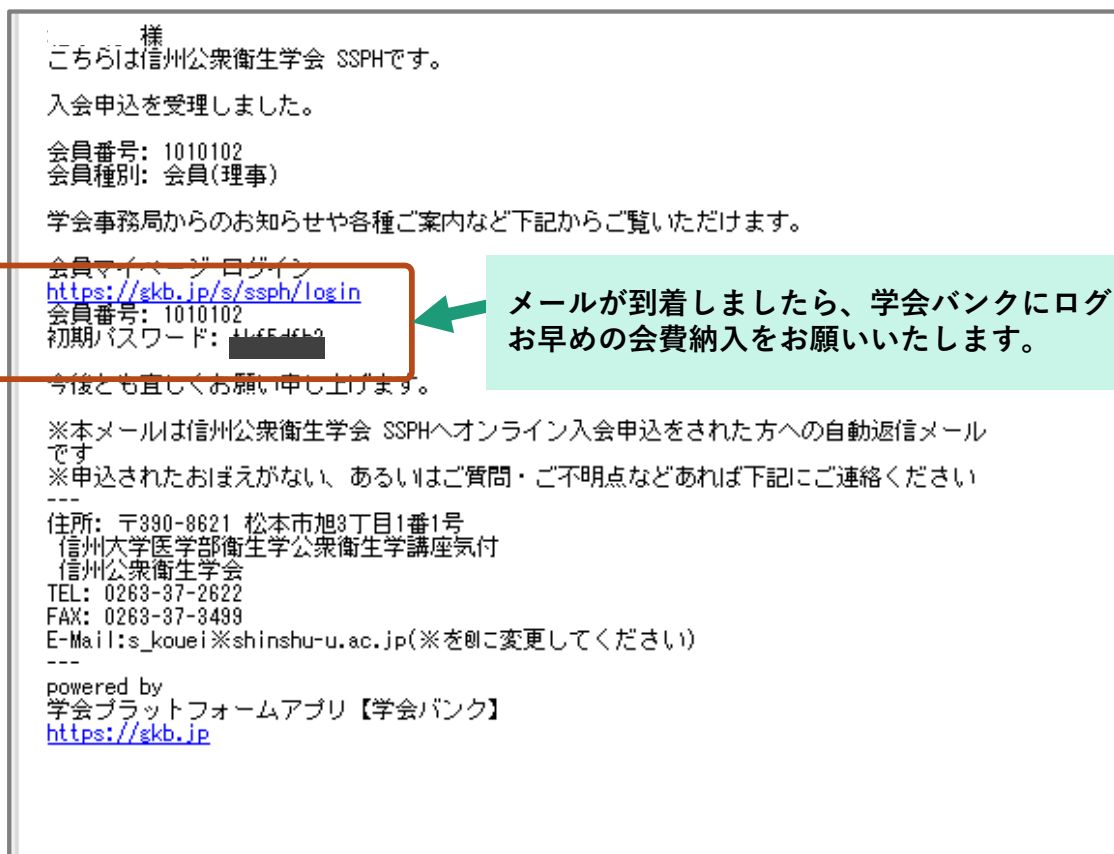 様
こちらは信州公衆衛生学会 SSPHです。
入会申込を受理しました。
会員番号: 1010102
会員種別: 会員(理事)
学会事務局からのお知らせや各種ご案内など下記からご覧いただけます。
会員マイページ ログイン
https://gkb.jp/s/ssph/login
会員番号: 1010102
初期パスワード:
メールが到着しましたら、学会バンクにログ
お早めの会費納入をお願いいたします。
今後とも宜しくお願い申し上げます。
※本メールは信州公衆衛生学会 SSPHへオンライン入会申込をされた方への自動返信メール
です
※申込されたおぼえがない、あるいはご質問・ご不明点などあれば下記にご連絡ください
---
住所: 〒390-8621 松本市旭3丁目1番1号
信州大学医学部衛生学公衆衛生学講座気付
信州公衆衛生学会
TEL: 0263-37-2622
FAX: 0263-37-3499
E-Mail:s_kouei※shinshu-u.ac.jp(※を@に変更してください)
---
powered by
学会プラットフォームアプリ【学会バンク】
https://gkb.jp